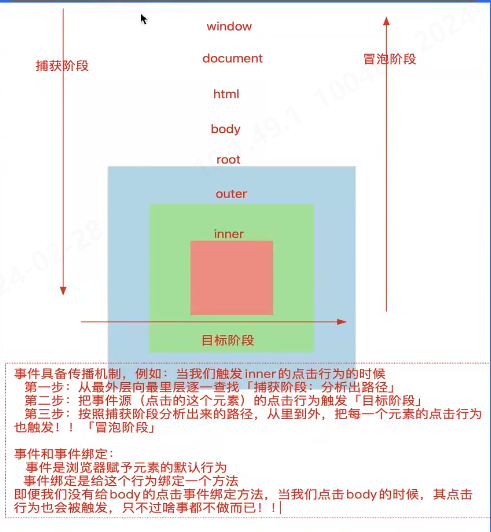 window
捕获阶段
document
冒泡阶段
html
body
root
outer
inner
目标阶段
事件具备传播机制，例如：当我们触发inner的点击行为的时候
第一步：从最外层向最里层逐一查找「捕获阶段：分析出路径」
第二步：把事件源（点击的这个元素）的点击行为触发「目标阶段」
第三步：按照捕获阶段分析出来的路径，从里到外，把每一个元素的点击行为
也触发！！「冒泡阶段」
事件和事件绑定：
事件是浏览器赋予元素的默认行为
事件绑定是给这个行为绑定一个方法
即便我们没有给body的点击事件绑定方法，当我们点击body的时候，其点击
行为也会被触发，只不过啥事都不做而已！！